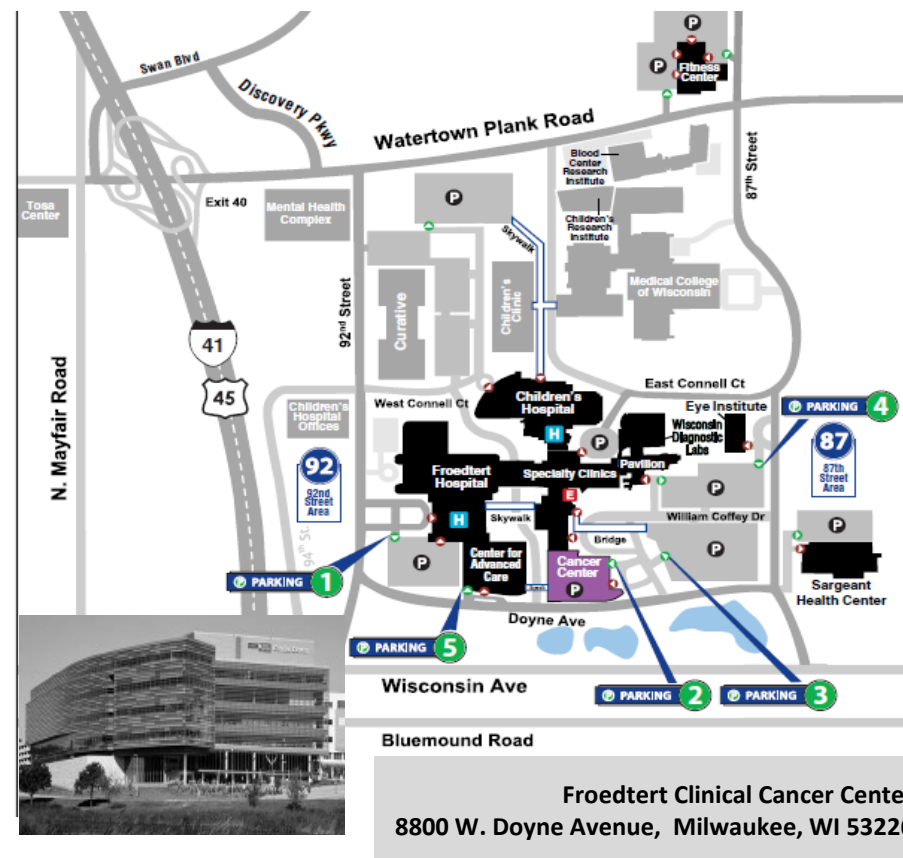 Swan Blvd
Discovery Pkwy
Watertown Plank Road
P
P
Fitness
Center
87th Street
Blood
Center
Research
Institute
Children's
Research
Institute
Medical College
of Wisconsin
Tosa
Center
Exit 40
Mental Health
Complex
P
Skywalk
92nd Street
Curative
Children's
Clinic
41
45
N. Mayfair Road
Children's
Hospital
Offices
West Connell Ct
Children's
Hospital
H
East Connell Ct
P PARKING 4
Eye Institute
Wisconsin
Diagnostic
Labs
P
87
87th
Street
Area
92
92nd
Street
Area
Froedtert
Hospital
H
Specialty Clinics
Pavilion
E
E
P
Skywalk
William Coffey Dr
Bridge
P
P
94th St.
P
Center for
Advanced
Care
Cancer
Center
P
Sargeant
Health Center
P PARKING 1
Doyne Ave
P PARKING 5
Wisconsin Ave
P PARKING 2
P PARKING 3
Bluemound Road
Froedtert Clinical Cancer Cente
8800 W. Doyne Avenue, Milwaukee, WI 5322